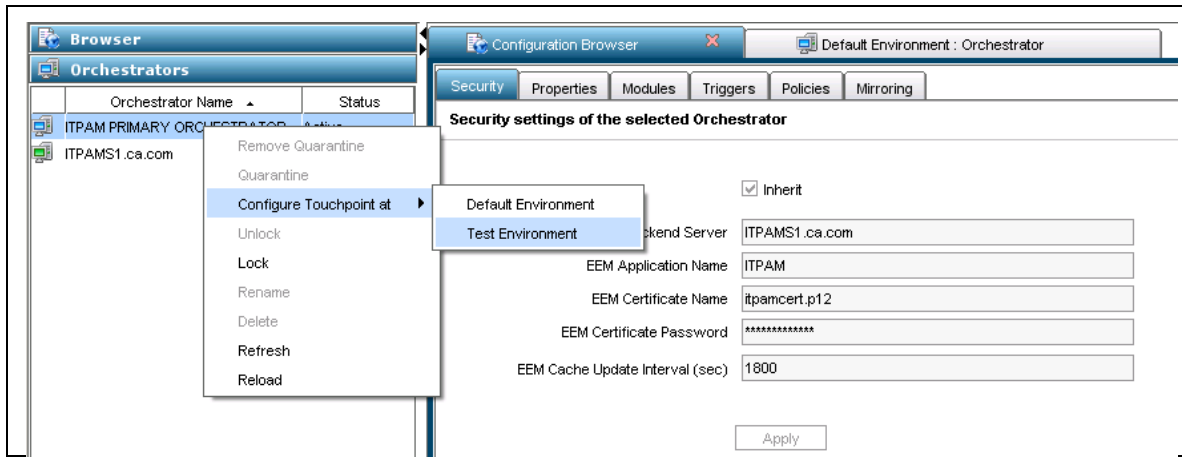 Browser
Orchestrators
Orchestrator Name Status
ITPAM PRIMARY
ITPAMS1.ca.com
Remove Quarantine
Quarantine
Configure Touchpoint at
Unlock
Lock
Rename
Delete
Refresh
Reload
Default Environment
Test Environment
Configuration Browser
Default Environment : Orchestrator
Security Properties Modules Triggers Policies Mirroring
Security settings of the selected Orchestrator
Inherit
Server ITPAMS1.ca.com
EEM Application Name ITPAM
EEM Certificate Name itpamcert.p12
EEM Certificate Password *************
EEM Cache Update Interval (sec) 1800
Apply